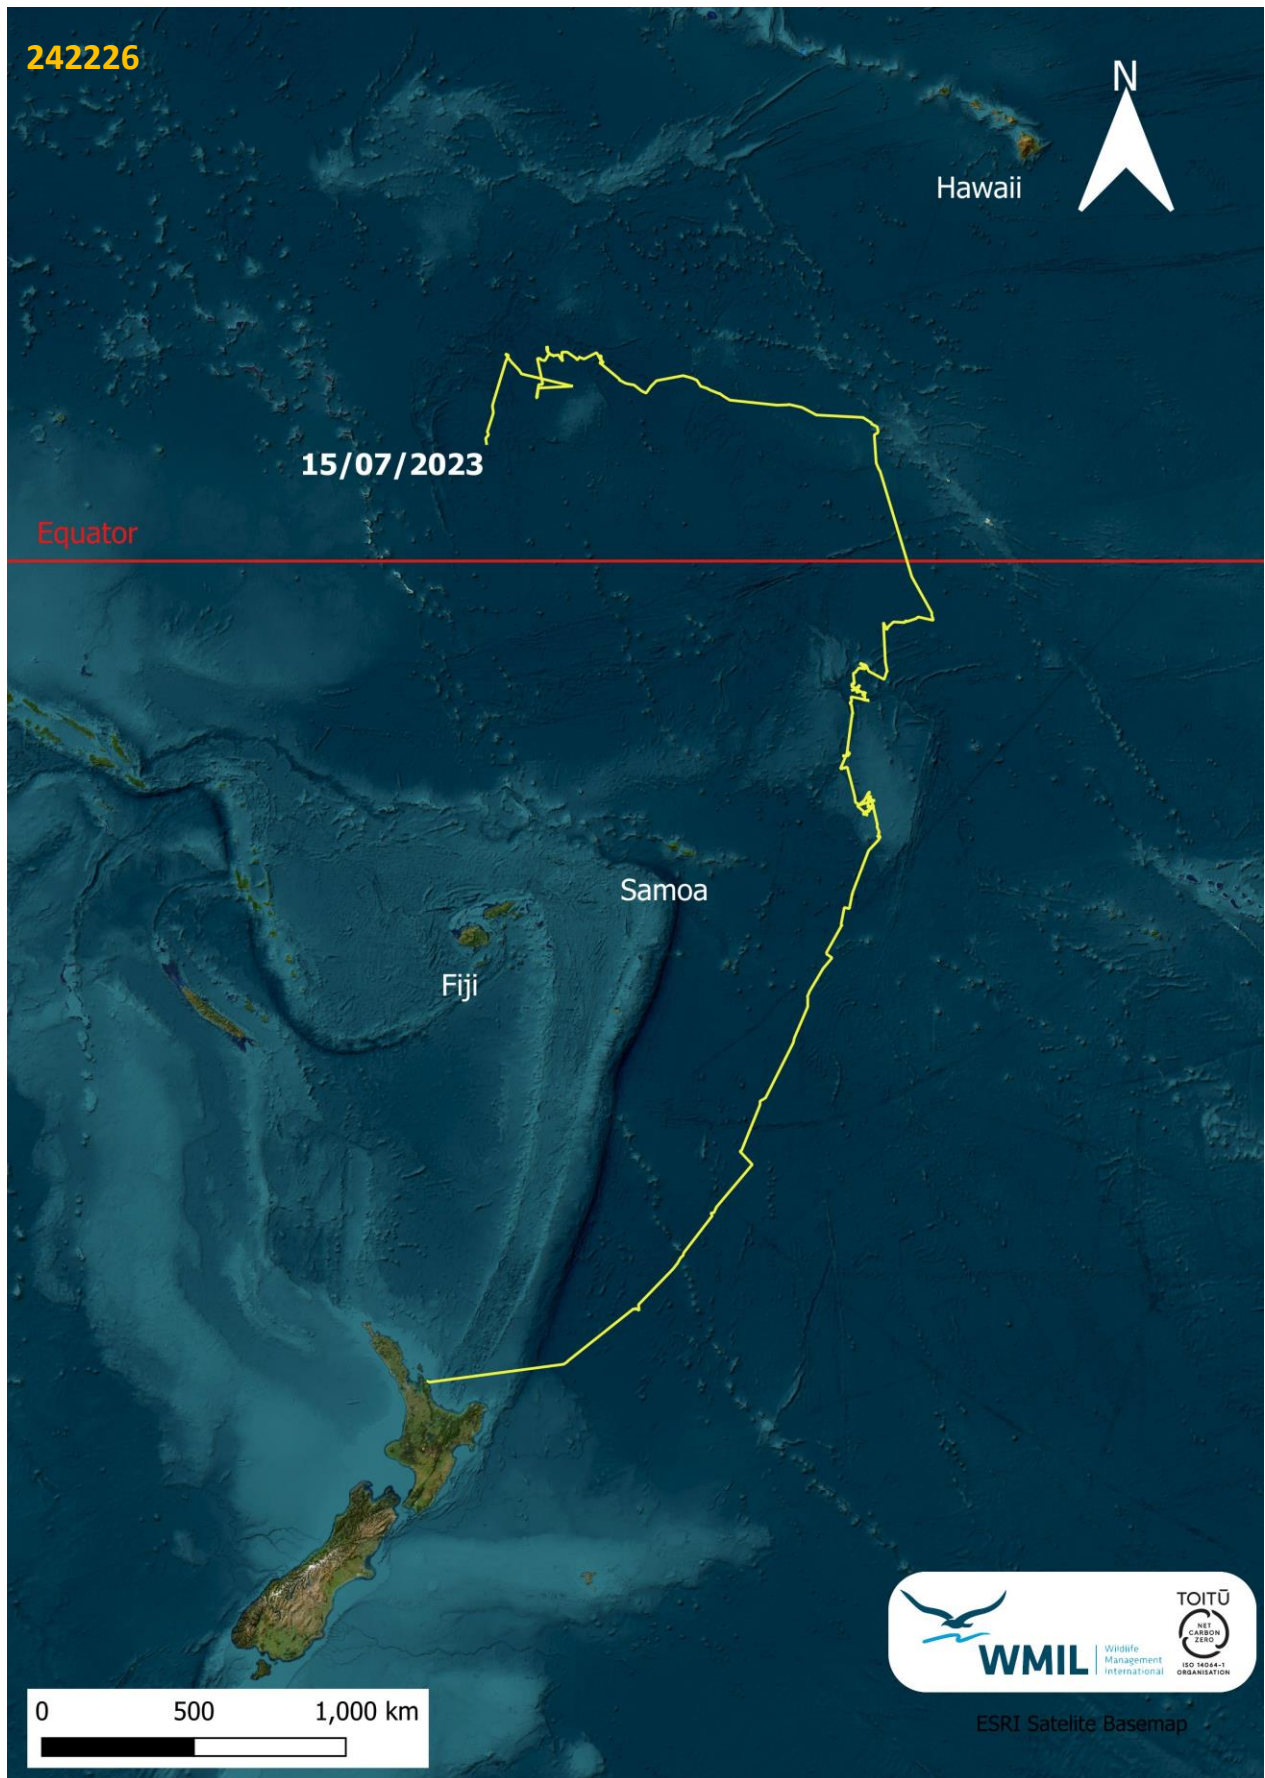 242226
N
Hawaii
15/07/2023
Equator
Samoa
Fiji
TOITŪ
NET
CARBON
ZERO
ISO 14064-1
ORGANISATION
WMIL
Wildlife
Management
International
0 500 1,000 km
ESRI Satelite Basemap